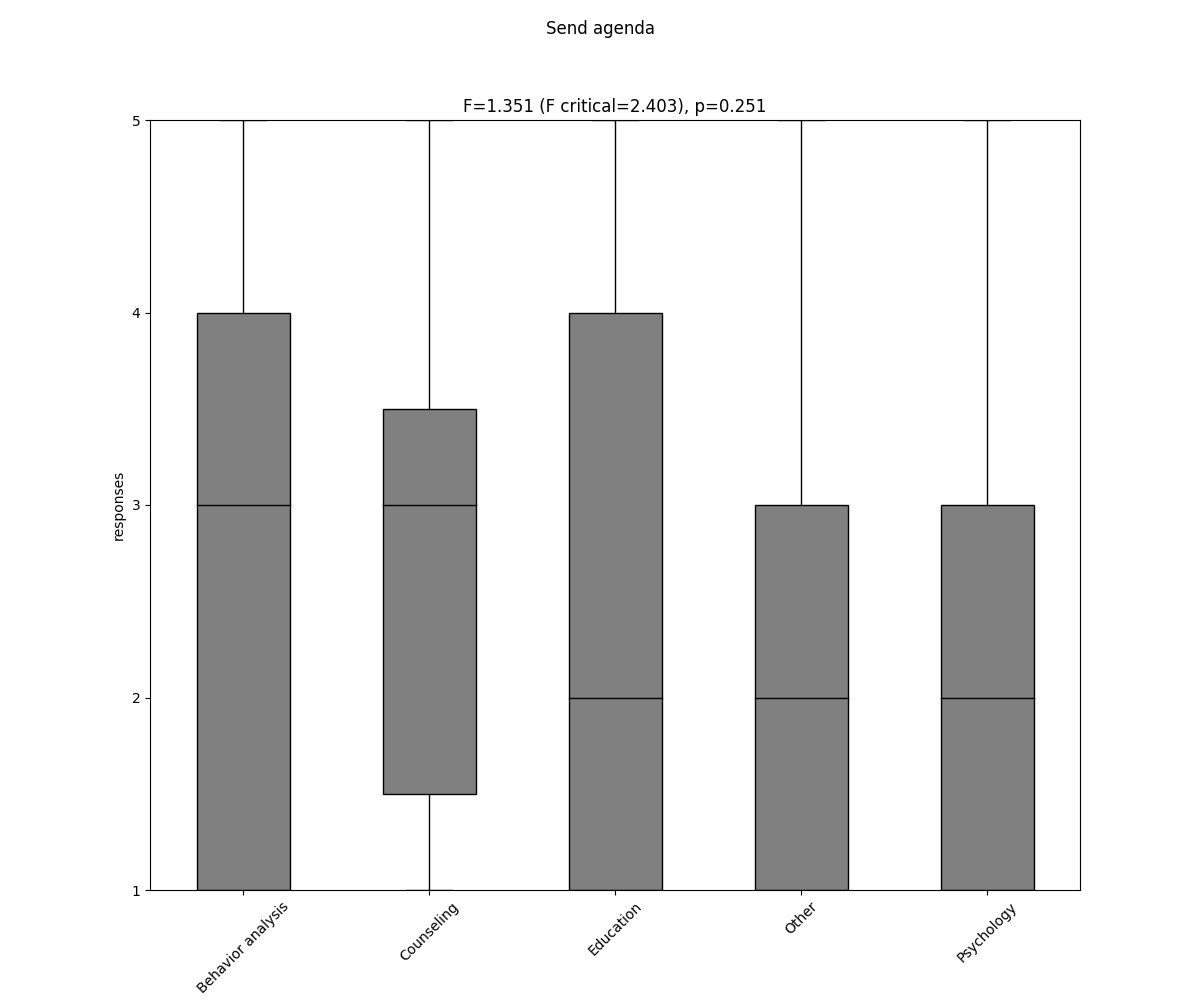 Send agenda
F=1.351 (F critical=2.403), p=0.251
5
4
3
2
1
responses
Behavior analysis
Counseling
Education
Other
Psychology